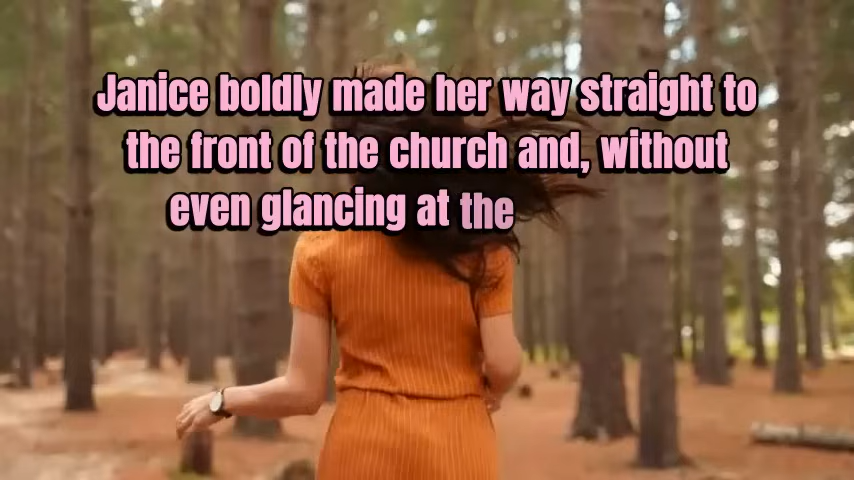 Janice boldly made her way straight to
the front of the church and, without
even glancing at the